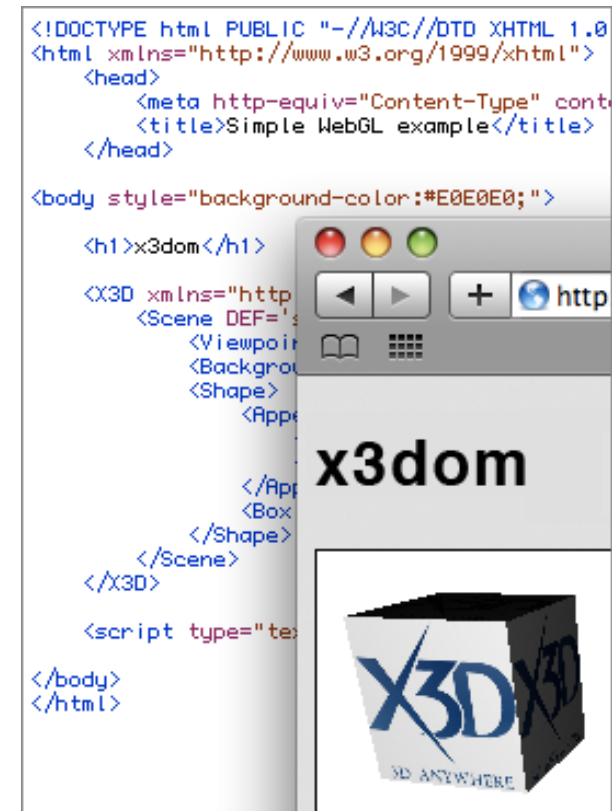 <!DOCTYPE html PUBLIC "-//W3C//DTD XHTML 1.0
<html xmlns="http://www.w3.org/1999/xhtml">
<head>
<meta http-equiv="Content-Type" conte
<title>Simple WebGL example</title>
</head>
<body style="background-color:#E0E0E0;">
<h1>x3dom</h1>
<X3D xmlns="http
<Scene DEF='s
<Viewpoin
<Backgrou
<Shape>
<Appe
</App
<Box
</Shape>
</Scene>
</X3D>
<script type="tex
</body>
</html>
http
x3dom
X3D
3D ANYWHERE
X3D